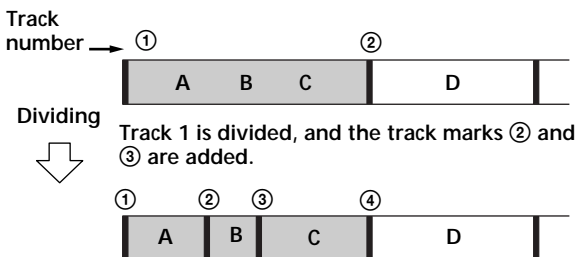 Track
number ① ②
A B C D
Dividing
Track 1 is divided, and the track marks ② and
③ are added.
① ② ③ ④
A B C D